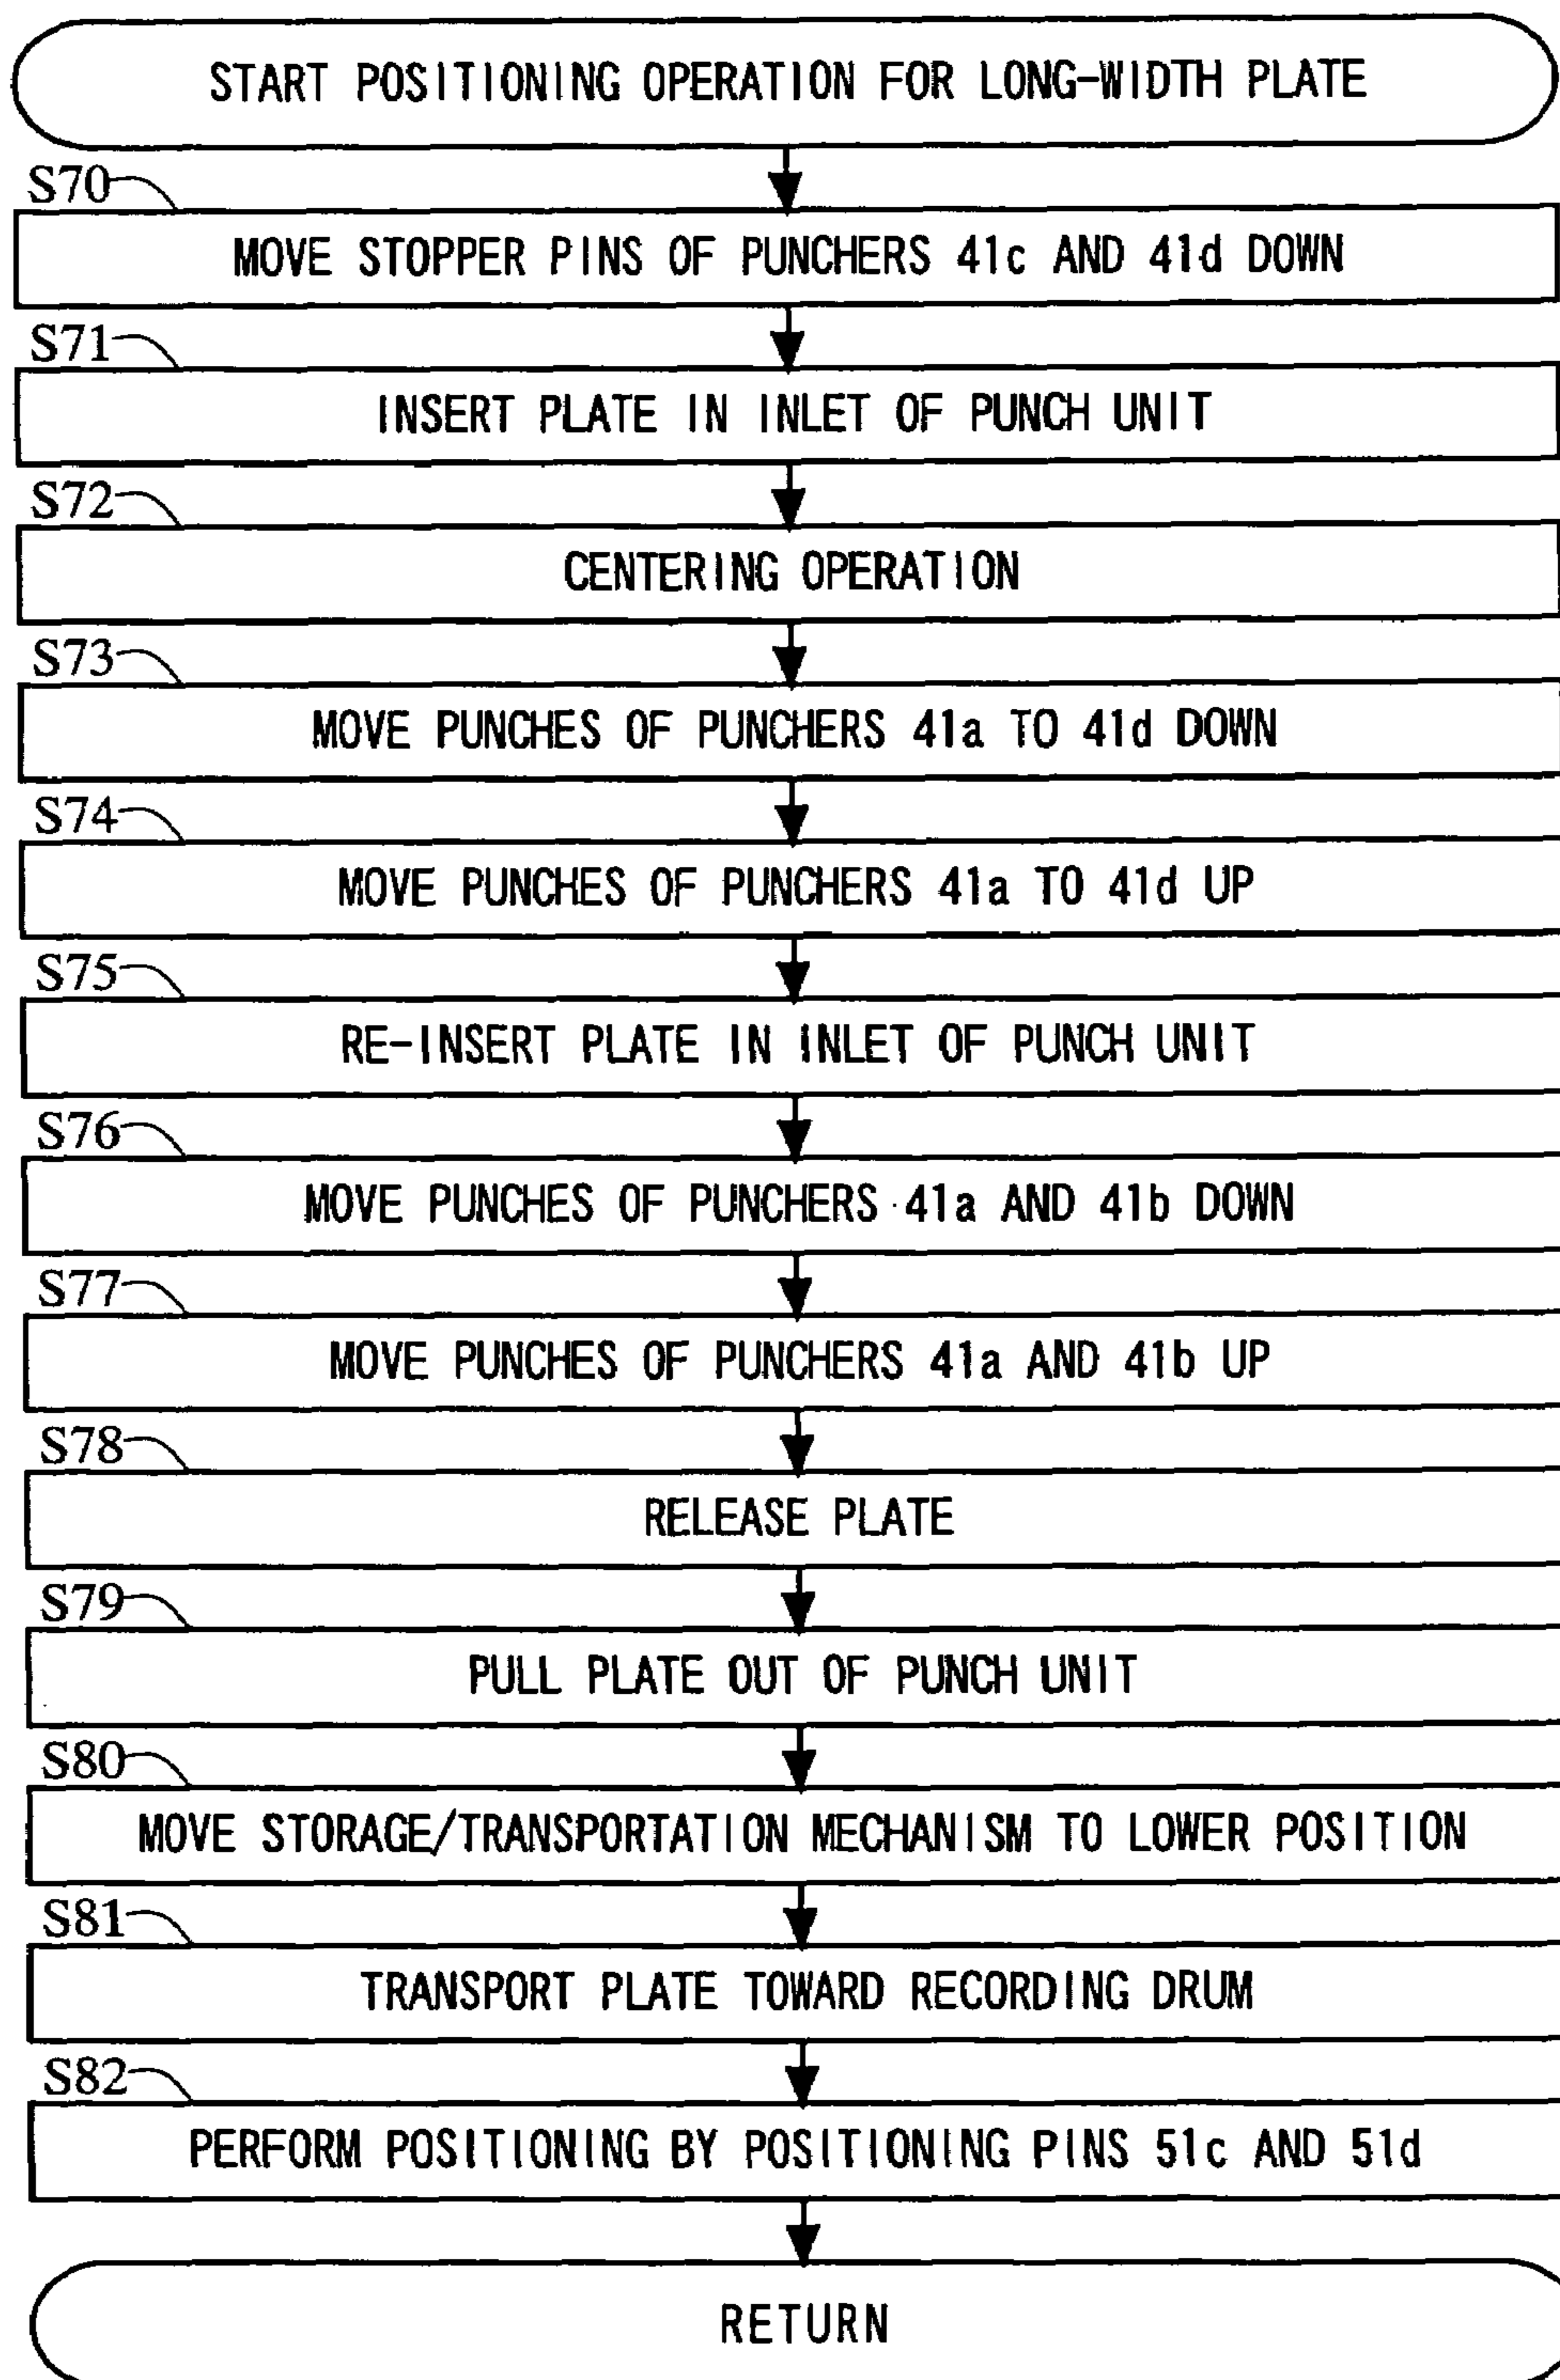 START POSITIONING OPERATION FOR LONG-WIDTH PLATE
S70
MOVE STOPPER PINS OF PUNCHERS 41c AND 41d DOWN
S71
INSERT PLATE IN INLET OF PUNCH UNIT
S72
CENTERING OPERATION
S73
MOVE PUNCHES OF PUNCHERS 41a TO 41d DOWN
S74
MOVE PUNCHES OF PUNCHERS 41a TO 41d UP
S75
RE-INSERT PLATE IN INLET OF PUNCH UNIT
S76
MOVE PUNCHES OF PUNCHERS 41a AND 41b DOWN
S77
MOVE PUNCHES OF PUNCHERS 41a AND 41b UP
S78
RELEASE PLATE
S79
PULL PLATE OUT OF PUNCH UNIT
S80
MOVE STORAGE/TRANSPORTATION MECHANISM TO LOWER POSITION
S81
TRANSPORT PLATE TOWARD RECORDING DRUM
S82
PERFORM POSITIONING BY POSITIONING PINS 51c AND 51d
RETURN